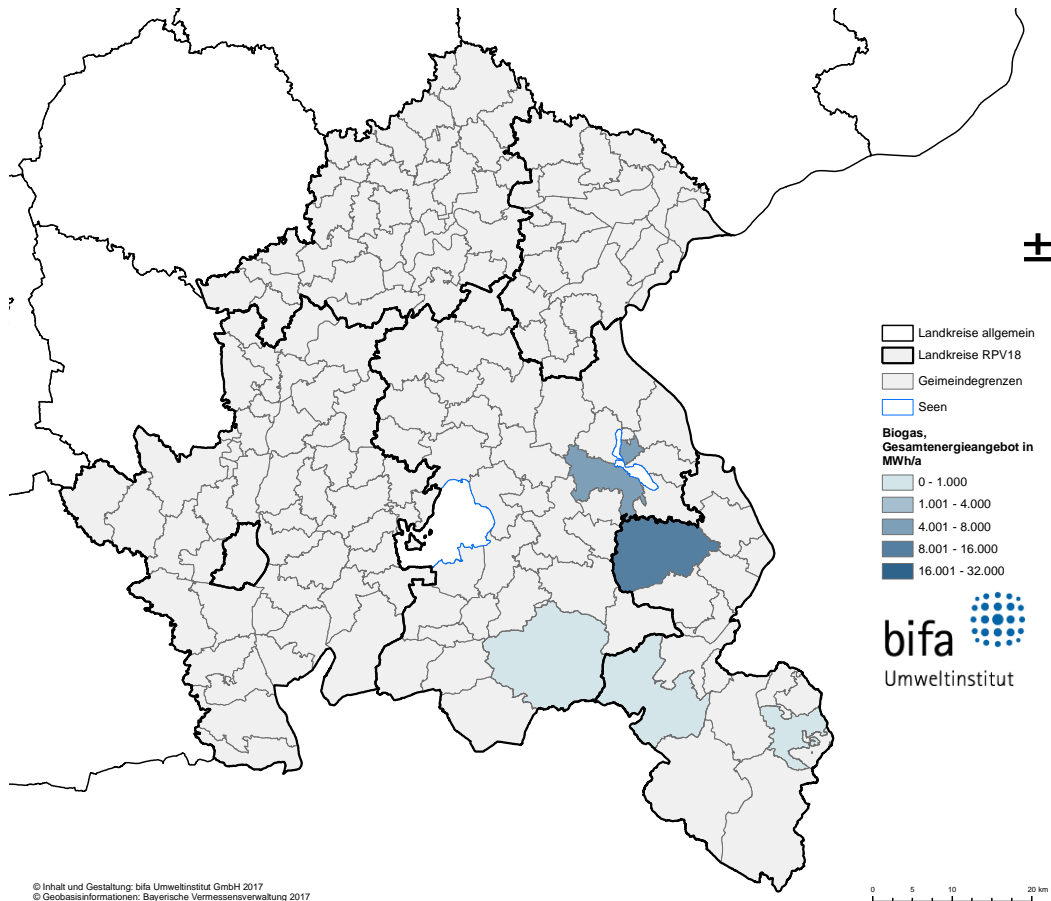 ±
Landkreise allgemein
Landkreise RPV18
Geimeindegrenzen
Seen
Biogas,
Gesamtenergieangebot in
MWh/a
0 - 1.000
1.001 - 4.000
4.001 - 8.000
8.001 - 16.000
16.001 - 32.000
bifa
Umweltinstitut
© Inhalt und Gestaltung: bifa Umweltinstitut GmbH 2017
© Geobasisinformationen: Bayerische Vermessensverwaltung 2017
0 5 10 20 km